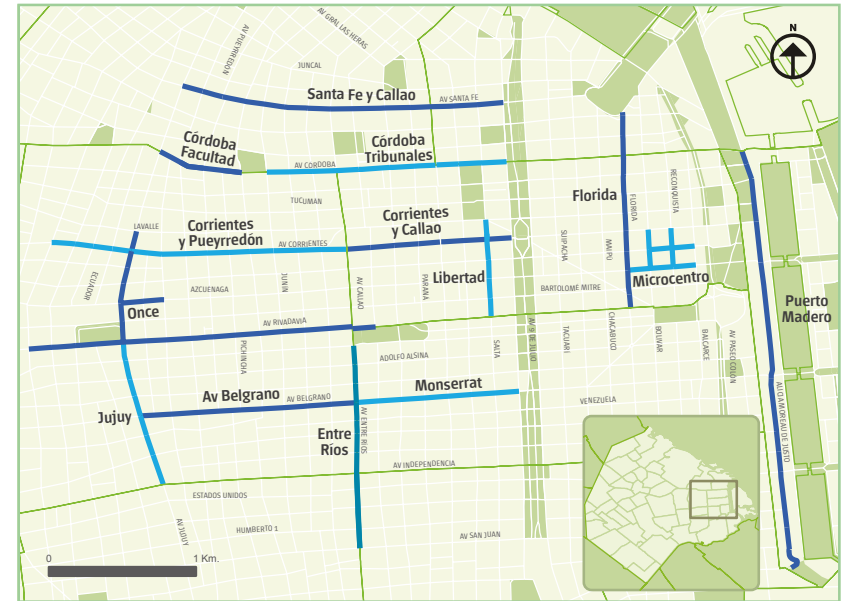 AV GRAL LAS HERAS
AV PUEYRREDON
N
JUNCAL
Santa Fe y Callao
AV SANTA FE
Córdoba
Facultad
Córdoba
Tribunales
AV CORDOBA
TUCUMAN
Florida
FLORIDA
RECONQUISTA
LAVALLE
Corrientes
y Pueyrredón
AV CORRIENTES
Corrientes
y Callao
SUIPACHA
MAIPU
ECUADOR
AZCUENAGA
JUNIN
AV CALLAO
PARANA
Libertad
BARTOLOMÉ MITRE
Microcentro
Once
Puerto
Madero
AV RIVADAVIA
PICHINCHA
ADOLFO ALSINA
SALTA
AV 9 DE JULIO
TACUARI
CHACABUCO
BOLIVAR
BALCARCE
AV PASEO COLON
Av Belgrano
AV BELGRANO
Monserrat
VENEZUELA
Jujuy
Entre
Ríos
AV ENTRE RIOS
ALICIA MOREAU DE JUSTO
AV INDEPENDENCIA
ESTADOS UNIDOS
AV JUJUY
HUMBERTO 1
AV SAN JUAN
0
1 Km.